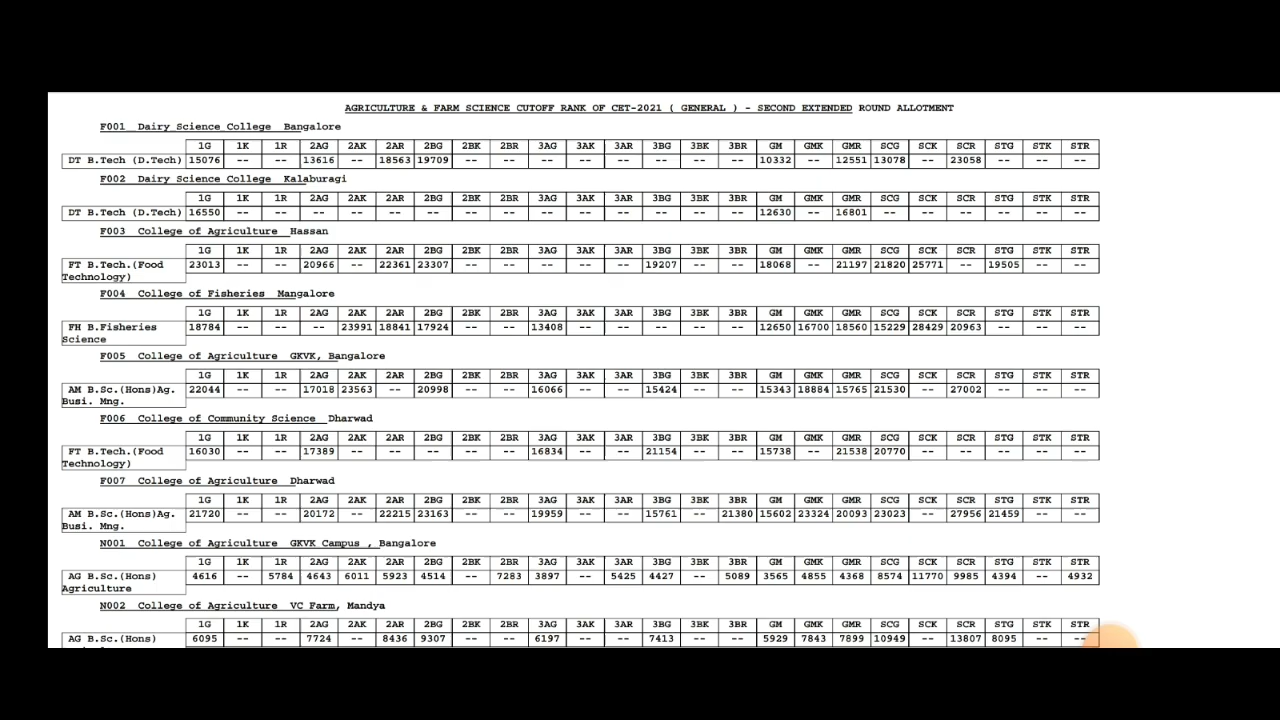 AGRICULTURE & FARM SCIENCE CUTOFF RANK OF CET-2021 ( GENERAL ) - SECOND EXTENDED ROUND ALLOTMENT
F001 Dairy Science College Bangalore
1G 1K 1R 2AG 2AK 2AR 2BG 2BK 2BR 3AG 3AK 3AR 3BG 3BK 3BR GM GMK GMR SCG SCK SCR STG STK STR
DT B.Tech (D.Tech) 15076 -- -- 13616 -- 18563 19709 -- -- -- -- -- -- -- -- 10332 -- 12551 13078 -- 23058 -- -- --
F002 Dairy Science College Kalaburagi
1G 1K 1R 2AG 2AK 2AR 2BG 2BK 2BR 3AG 3AK 3AR 3BG 3BK 3BR GM GMK GMR SCG SCK SCR STG STK STR
DT B.Tech (D.Tech) 16550 -- -- -- -- -- -- -- -- -- -- -- -- -- -- 12630 -- 16801 -- -- -- -- -- --
F003 College of Agriculture Hassan
1G 1K 1R 2AG 2AK 2AR 2BG 2BK 2BR 3AG 3AK 3AR 3BG 3BK 3BR GM GMK GMR SCG SCK SCR STG STK STR
FT B.Tech.(Food 23013 -- -- 20966 -- 22361 23307 -- -- -- -- -- 19207 -- -- 18068 -- 21197 21820 25771 -- 19505 -- --
Technology)
F004 College of Fisheries Mangalore
1G 1K 1R 2AG 2AK 2AR 2BG 2BK 2BR 3AG 3AK 3AR 3BG 3BK 3BR GM GMK GMR SCG SCK SCR STG STK STR
FH B.Fisheries 18784 -- -- -- 23991 18841 17924 -- -- 13408 -- -- -- -- -- 12650 16700 18560 15229 28429 20963 -- -- --
Science
F005 College of Agriculture GKVK, Bangalore
1G 1K 1R 2AG 2AK 2AR 2BG 2BK 2BR 3AG 3AK 3AR 3BG 3BK 3BR GM GMK GMR SCG SCK SCR STG STK STR
AM B.Sc.(Hons)Ag. 22044 -- -- 17018 23563 -- 20998 -- -- 16066 -- -- 15424 -- -- 15343 18884 15765 21530 -- 27002 -- -- --
Busi. Mng.
F006 College of Community Science Dharwad
1G 1K 1R 2AG 2AK 2AR 2BG 2BK 2BR 3AG 3AK 3AR 3BG 3BK 3BR GM GMK GMR SCG SCK SCR STG STK STR
FT B.Tech.(Food 16030 -- -- 17389 -- -- -- -- -- 16834 -- -- 21154 -- -- 15738 -- 21538 20770 -- -- -- -- --
Technology)
F007 College of Agriculture Dharwad
1G 1K 1R 2AG 2AK 2AR 2BG 2BK 2BR 3AG 3AK 3AR 3BG 3BK 3BR GM GMK GMR SCG SCK SCR STG STK STR
AM B.Sc.(Hons)Ag. 21720 -- -- 20172 -- 22215 23163 -- -- 19959 -- -- 15761 -- 21380 15602 23324 20093 23023 -- 27956 21459 -- --
Busi. Mng.
N001 College of Agriculture GKVK Campus , Bangalore
1G 1K 1R 2AG 2AK 2AR 2BG 2BK 2BR 3AG 3AK 3AR 3BG 3BK 3BR GM GMK GMR SCG SCK SCR STG STK STR
AG B.Sc.(Hons) 4616 -- 5784 4643 6011 5923 4514 -- 7283 3897 -- 5425 4427 -- 5089 3565 4855 4368 8574 11770 9985 4394 -- 4932
Agriculture
N002 College of Agriculture VC Farm, Mandya
1G 1K 1R 2AG 2AK 2AR 2BG 2BK 2BR 3AG 3AK 3AR 3BG 3BK 3BR GM GMK GMR SCG SCK SCR STG STK STR
AG B.Sc.(Hons) 6095 -- -- 7724 -- 8436 9307 -- -- 6197 -- -- 7413 -- -- 5929 7843 7899 10949 -- 13807 8095 -- --